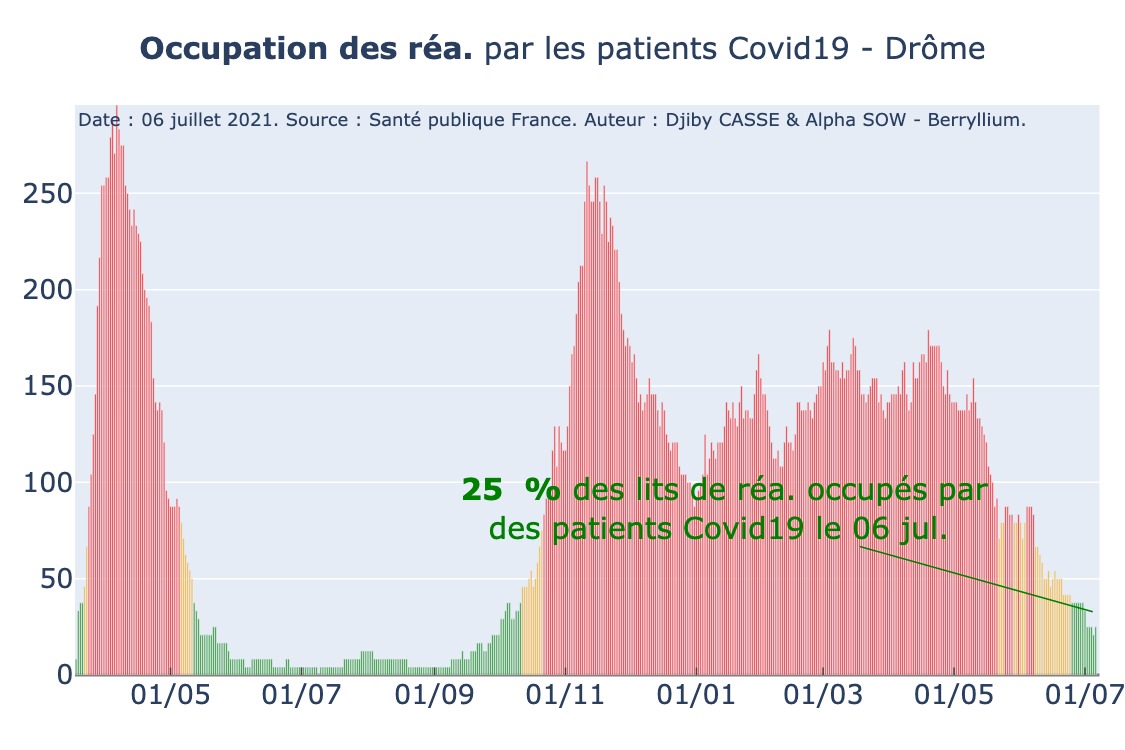 Occupation des réa. par les patients Covid19 - Drôme
Date : 06 juillet 2021. Source : Santé publique France. Auteur : Djiby CASSE & Alpha SOW - Berryllium.
250
200
150
100
50
0
25 % des lits de réa. occupés par
des patients Covid19 le 06 jul.
01/05 01/07 01/09 01/11 01/01 01/03 01/05 01/07